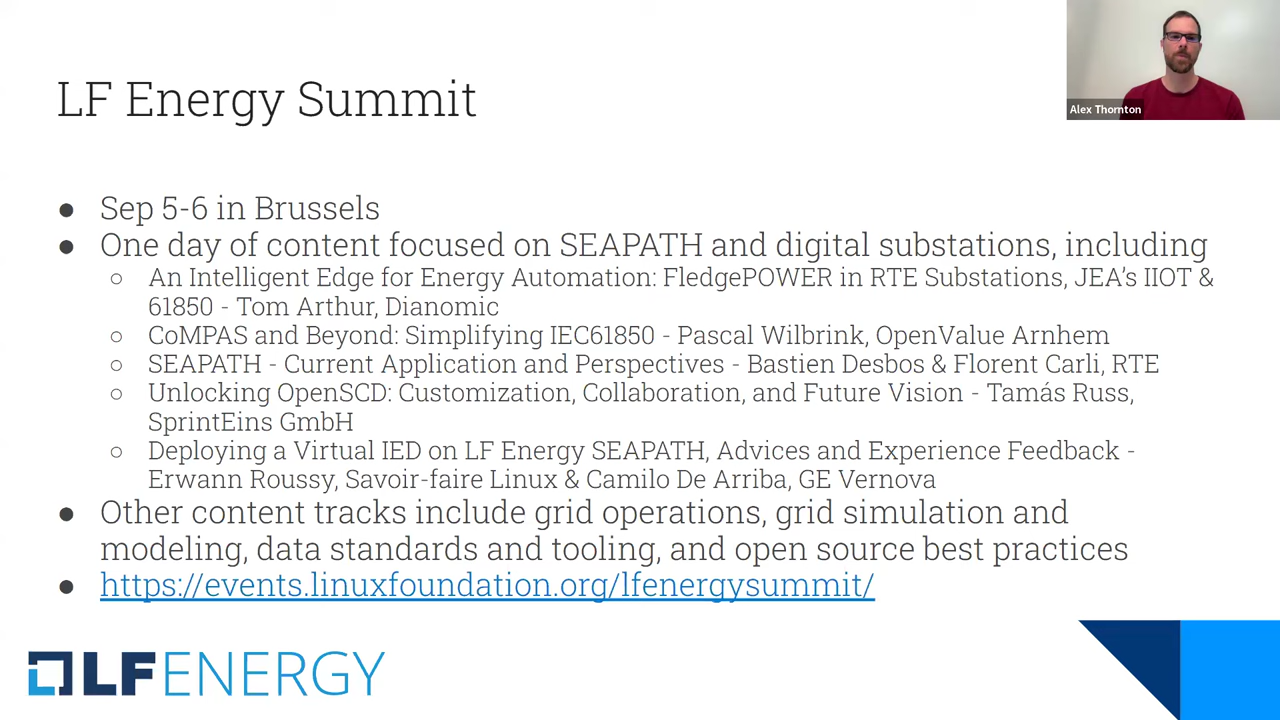 LF Energy Summit
Alex Thornton
● Sep 5-6 in Brussels
● One day of content focused on SEAPATH and digital substations, including
○ An Intelligent Edge for Energy Automation: FledgePOWER in RTE Substations, JEA’s IIOT &
61850 - Tom Arthur, Dianomic
○ CoMPAS and Beyond: Simplifying IEC61850 - Pascal Wilbrink, OpenValue Arnhem
○ SEAPATH - Current Application and Perspectives - Bastien Desbos & Florent Carli, RTE
○ Unlocking OpenSCD: Customization, Collaboration, and Future Vision - Tamás Russ,
SprintEins GmbH
○ Deploying a Virtual IED on LF Energy SEAPATH, Advices and Experience Feedback -
Erwann Roussy, Savoir-faire Linux & Camilo De Arriba, GE Vernova
● Other content tracks include grid operations, grid simulation and
modeling, data standards and tooling, and open source best practices
● https://events.linuxfoundation.org/lfenergysummit/
LFENERGY